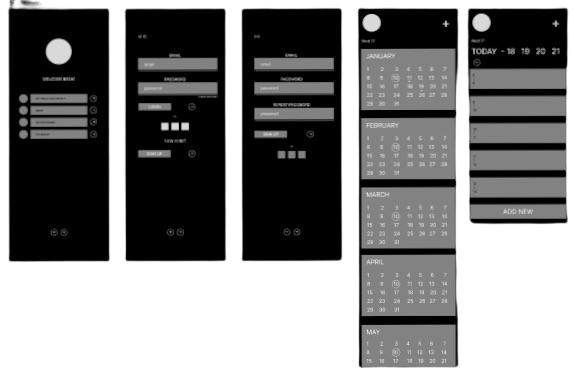 WELCOME BACK!
EMAIL
email
PASSWORD
password
LOGIN
NEW HERE?
SIGN UP
EMAIL
email
PASSWORD
password
REPEAT PASSWORD
password
SIGN UP
+
JANUARY
1 2 3 4 5 6 7
8 9 10 11 12 13 14
15 16 17 18 19 20 21
22 23 24 25 26 27 28
29 30 31
FEBRUARY
1 2 3 4 5 6 7
8 9 10 11 12 13 14
15 16 17 18 19 20 21
22 23 24 25 26 27 28
29 30 31
MARCH
1 2 3 4 5 6 7
8 9 10 11 12 13 14
15 16 17 18 19 20 21
22 23 24 25 26 27 28
29 30 31
APRIL
1 2 3 4 5 6 7
8 9 10 11 12 13 14
15 16 17 18 19 20 21
22 23 24 25 26 27 28
29 30 31
MAY
1 2 3 4 5 6 7
8 9 10 11 12 13 14
15 16 17 18 19 20 21
+
TODAY - 18 19 20 21
ADD NEW